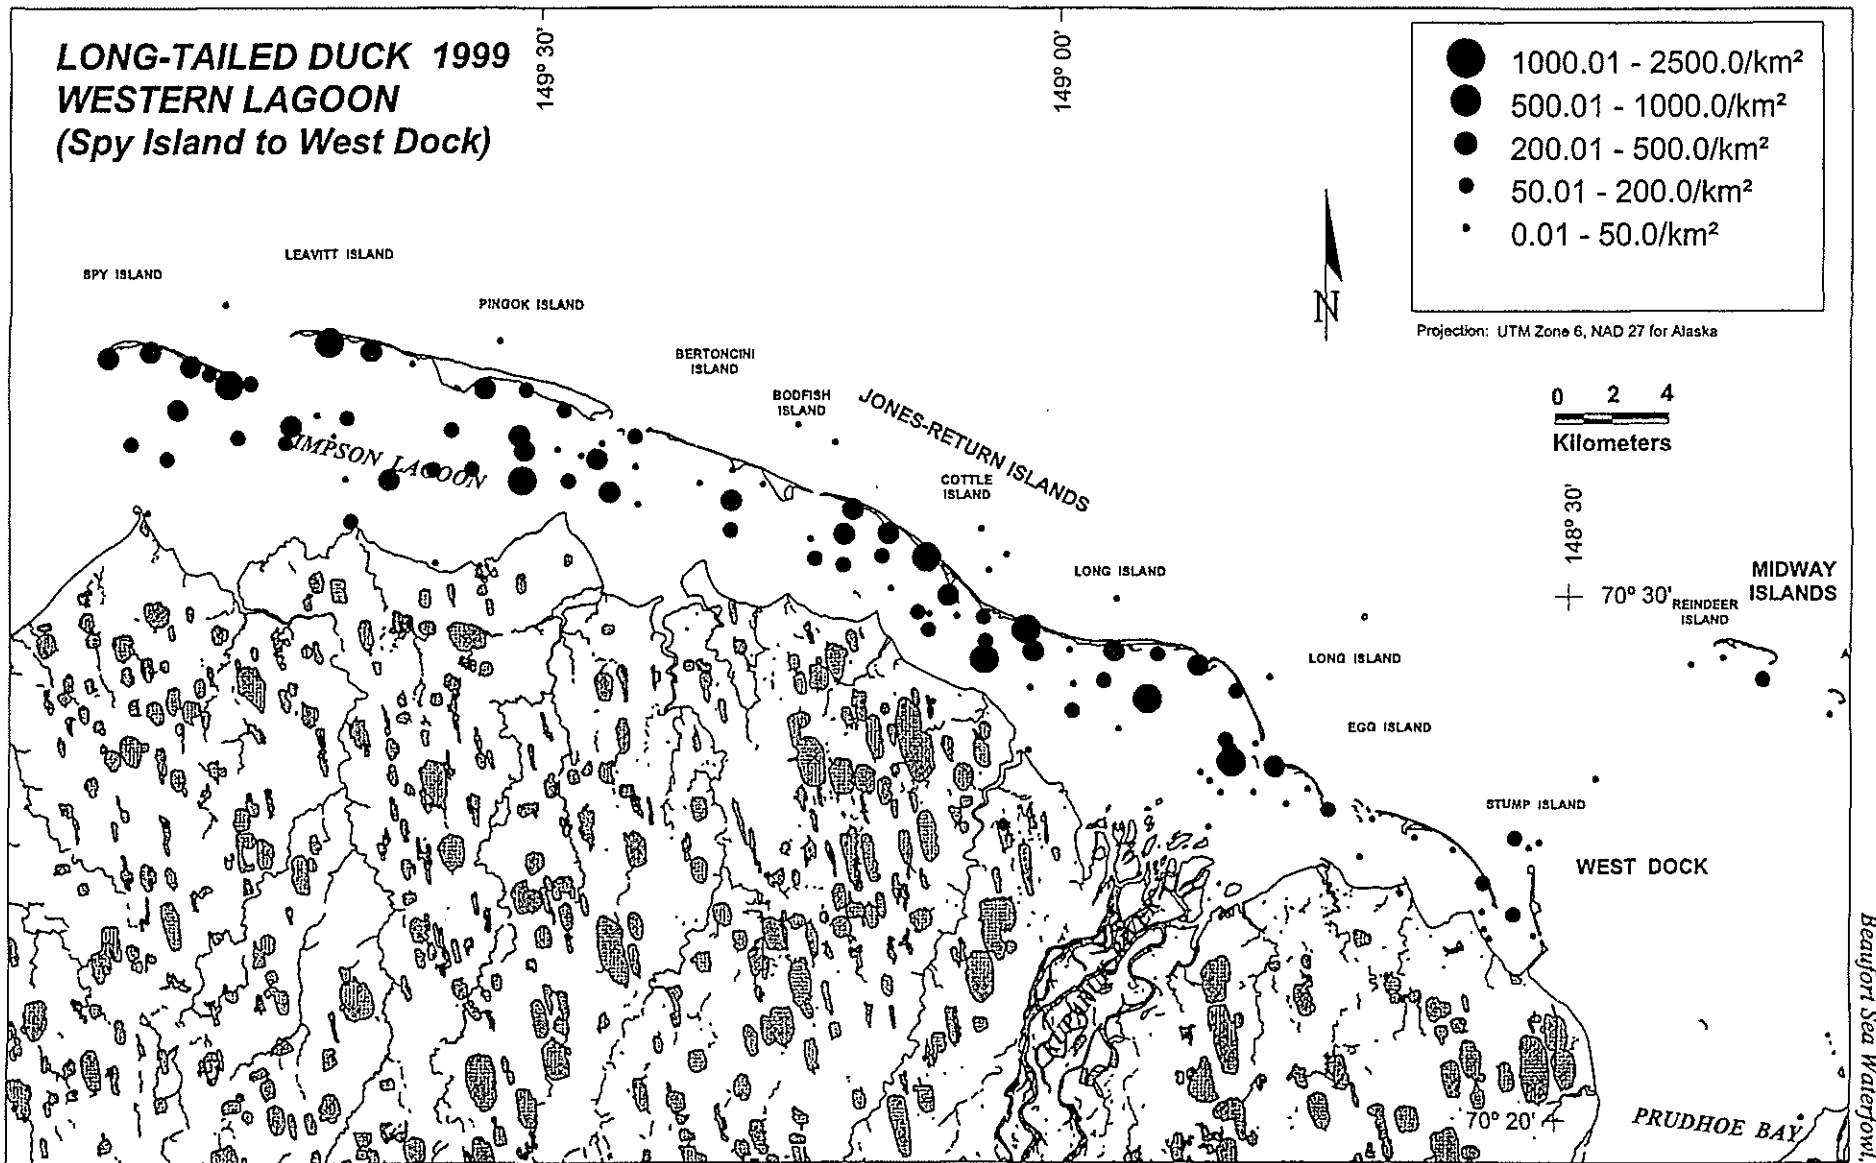 LONG-TAILED DUCK 1999
WESTERN LAGOON
(Spy Island to West Dock)
149° 30'
149° 00'
1000.01 - 2500.0/km²
500.01 - 1000.0/km²
200.01 - 500.0/km²
50.01 - 200.0/km²
0.01 - 50.0/km²
Projection: UTM Zone 6, NAD 27 for Alaska
N
0 2 4
Kilometers
SPY ISLAND
LEAVITT ISLAND
PINGOK ISLAND
BERTONCINI
ISLAND
BODFISH
ISLAND
JONES-RETURN ISLANDS
COTTLE
ISLAND
IMPSON LAGOON
LONG ISLAND
148° 30'
70° 30'
MIDWAY
ISLANDS
REINDEER
ISLAND
LONG ISLAND
EGG ISLAND
STUMP ISLAND
WEST DOCK
70° 20'
PRUDHOE BAY
Beaufort Sea Waterfowl